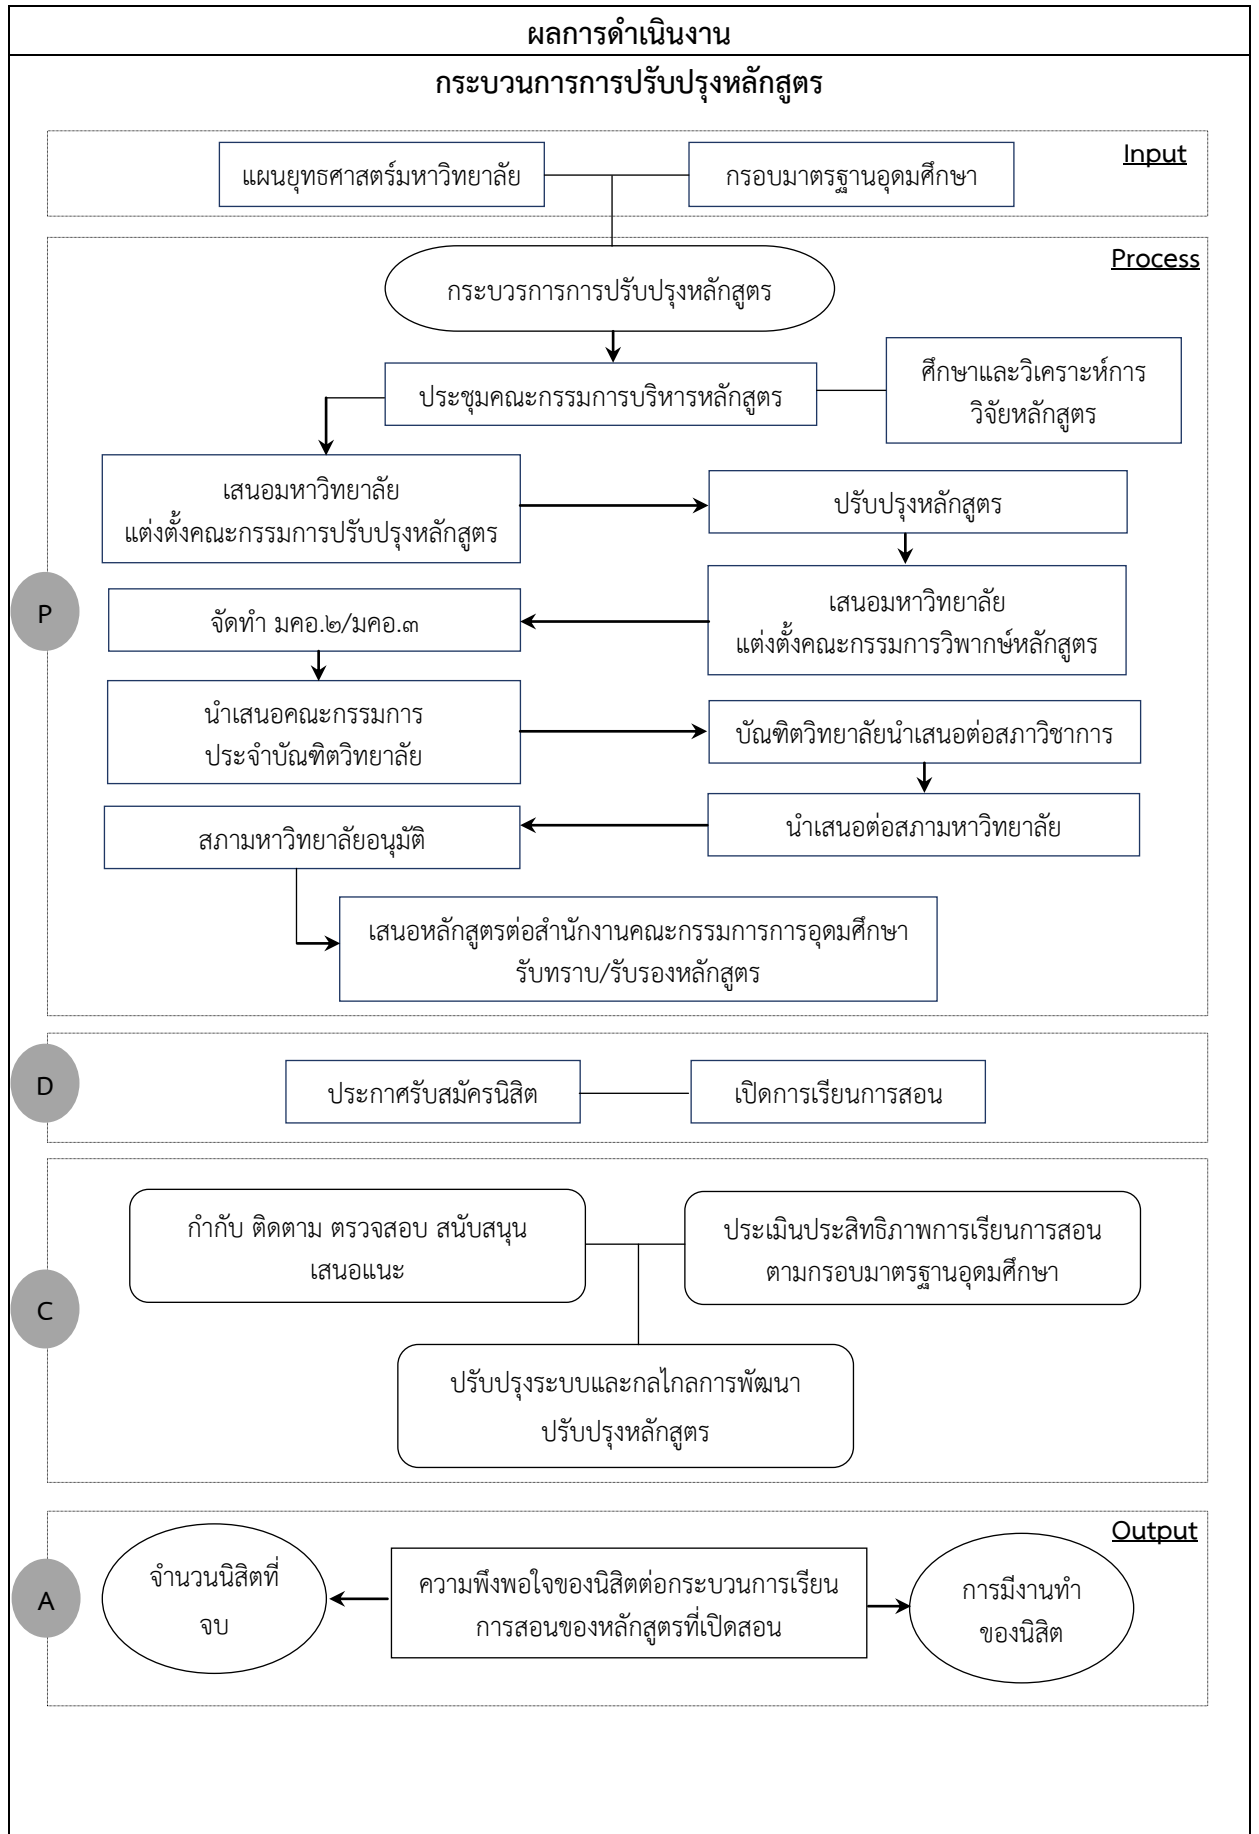 ผลการดำเนินงาน
กระบวนการการปรับปรุงหลักสูตร
Input
แผนยุทธศาสตร์มหาวิทยาลัย
กรอบมาตรฐานอุดมศึกษา
Process
กระบวรการการปรับปรุงหลักสูตร
ประชุมคณะกรรมการบริหารหลักสูตร
ศึกษาและวิเคราะห์การ
วิจัยหลักสูตร
เสนอมหาวิทยาลัย
แต่งตั้งคณะกรรมการปรับปรุงหลักสูตร
ปรับปรุงหลักสูตร
P
เสนอมหาวิทยาลัย
แต่งตั้งคณะกรรมการวิพากษ์หลักสูตร
จัดทำ มคอ.๒/มคอ.๓
นำเสนอคณะกรรมการ
ประจำบัณฑิตวิทยาลัย
บัณฑิตวิทยาลัยนำเสนอต่อสภาวิชาการ
นำเสนอต่อสภามหาวิทยาลัย
สภามหาวิทยาลัยอนุมัติ
เสนอหลักสูตรต่อสำนักงานคณะกรรมการการอุดมศึกษา
รับทราบ/รับรองหลักสูตร
D
ประกาศรับสมัครนิสิต
เปิดการเรียนการสอน
C
กำกับ ติดตาม ตรวจสอบ สนับสนุน
เสนอแนะ
ประเมินประสิทธิภาพการเรียนการสอน
ตามกรอบมาตรฐานอุดมศึกษา
ปรับปรุงระบบและกลไกลการพัฒนา
ปรับปรุงหลักสูตร
Output
A
จำนวนนิสิตที่
จบ
ความพึงพอใจของนิสิตต่อกระบวนการเรียน
การสอนของหลักสูตรที่เปิดสอน
การมีงานทำ
ของนิสิต